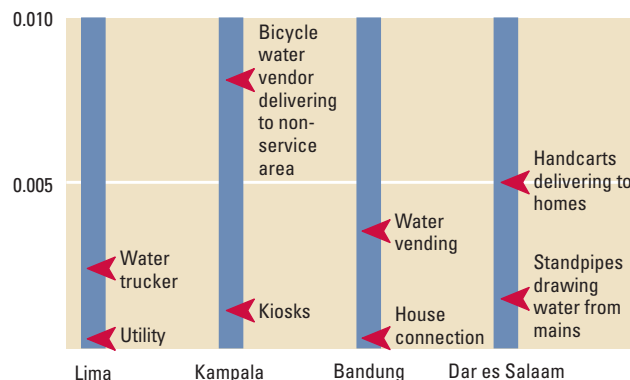 0.010
Bicycle
water
vendor
delivering
to non-
service
area
0.005
Handcarts
delivering to
homes
Water
vending
Water
trucker
Standpipes
drawing
water from
mains
Kiosks
House
connection
Utility
Lima Kampala Bandung Dar es Salaam